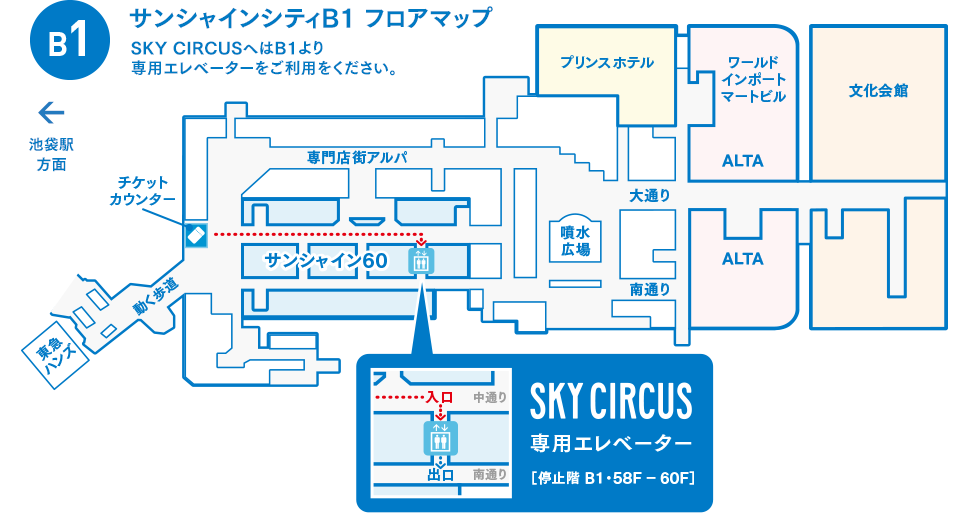 B1
サンシャインシティB1 フロアマップ
SKY CIRCUSへはB1より
専用エレベーターをご利用をください。
池袋駅
方面
チケット
カウンター
専門店街アルパ
プリンスホテル
ワールド
インポート
マートビル
ALTA
文化会館
大通り
噴水
広場
サンシャイン60
ALTA
南通り
動く歩道
東急
ハンズ
入口
中通り
出口
南通り
SKY CIRCUS
専用エレベーター
[停止階 B1・58F − 60F]